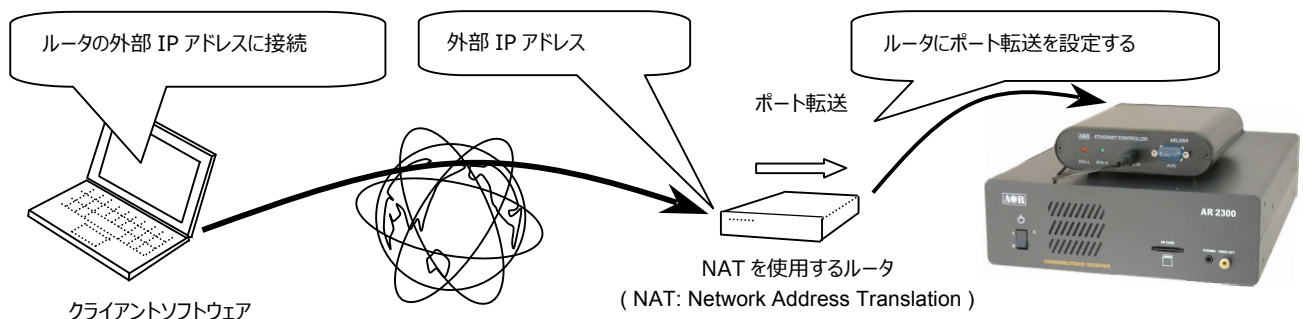 ルータの外部 IP アドレスに接続
外部 IP アドレス
ルータにポート転送を設定する
ポート転送
AOR
ETHERNET CONTROLLER
AUX
AOR
AR 2300
COMMUNICATIONS RECEIVER
NAT を使用するルータ
( NAT: Network Address Translation )
クライアントソフトウェア